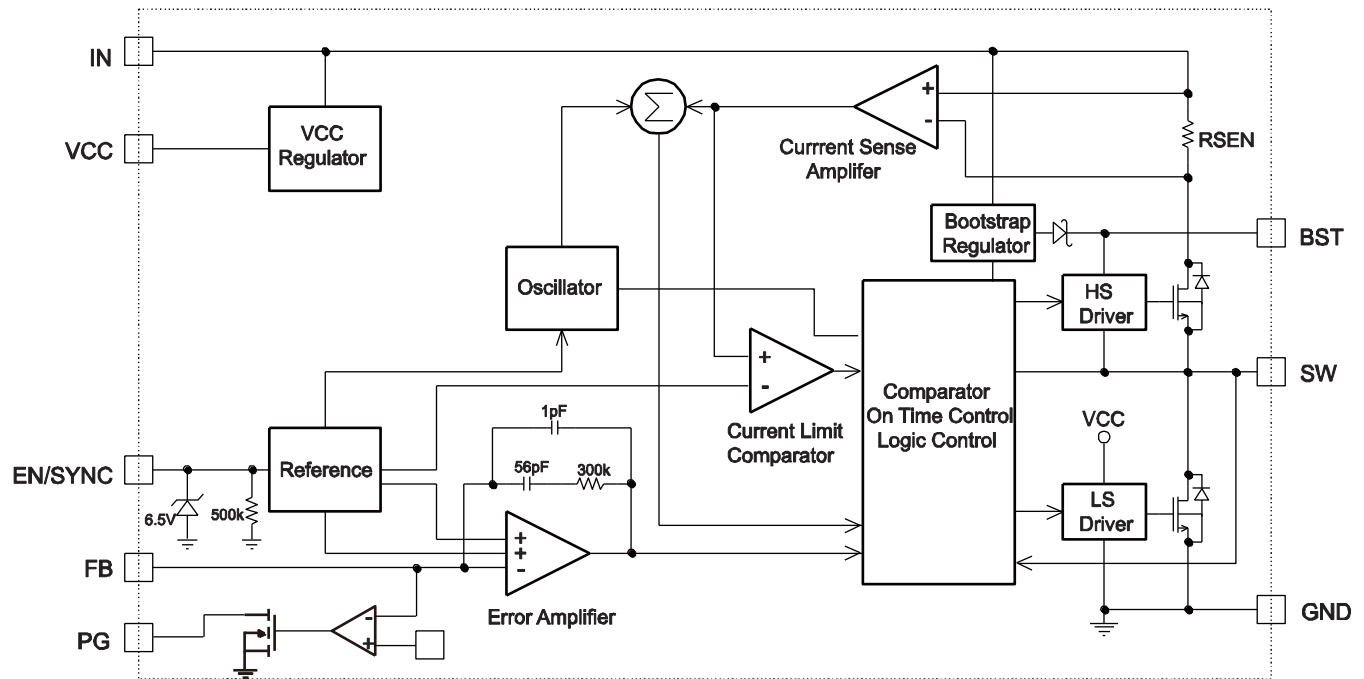 IN
VCC
VCC
Regulator
Σ
+
-
Currrent Sense
Amplifer
RSEN
Bootstrap
Regulator
BST
Oscillator
HS
Driver
+
-
Current Limit
Comparator
Comparator
On Time Control
Logic Control
SW
VCC
1pF
56pF
300k
EN/SYNC
Reference
6.5V
500k
LS
Driver
+
+
-
Error Amplifier
FB
PG
-
+
GND